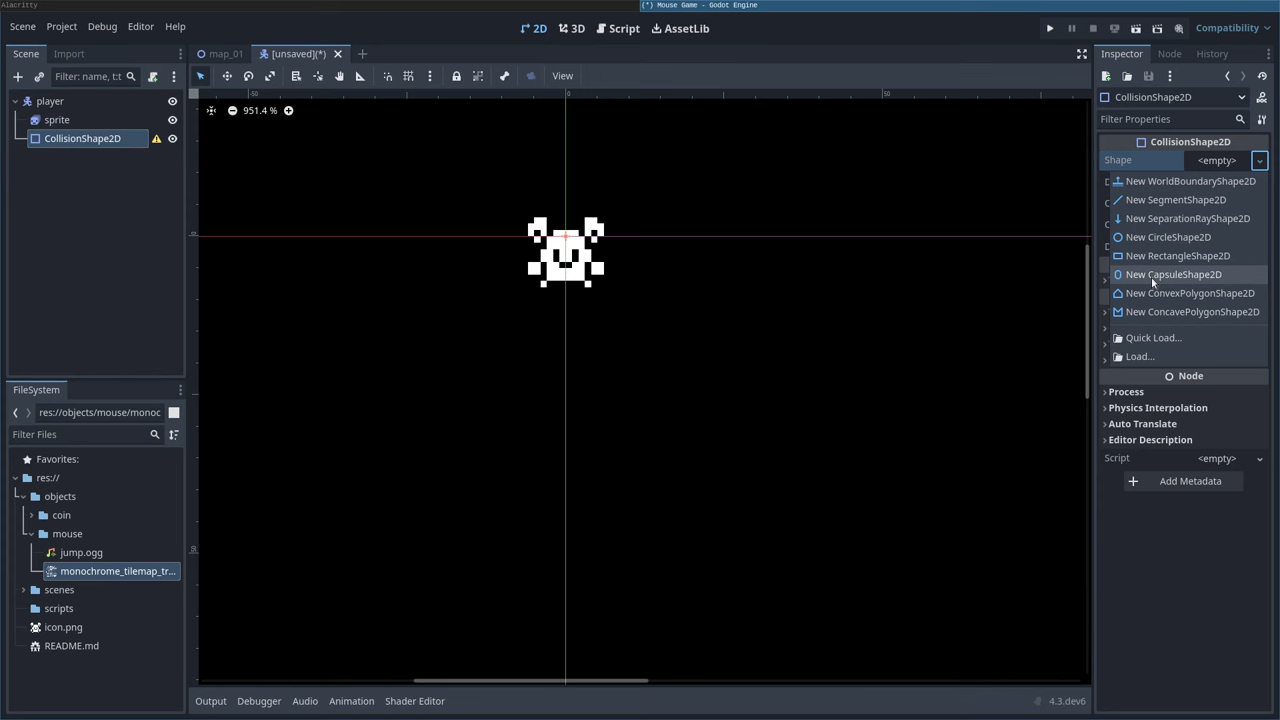 Alacritty
(*) Mouse Game - Godot Engine
Scene Project Debug Editor Help
2D 3D Script AssetLib
Compatibility
Scene Import
map_01 [unsaved](*)
Inspector Node History
Filter: name, t:t
View
player
sprite
CollisionShape2D
-50 0 50
951.4 %
CollisionShape2D
Filter Properties
CollisionShape2D
Shape <empty>
New WorldBoundaryShape2D
New SegmentShape2D
New SeparationRayShape2D
New CircleShape2D
New RectangleShape2D
New CapsuleShape2D
New ConvexPolygonShape2D
New ConcavePolygonShape2D
Quick Load...
Load...
Node
Process
Physics Interpolation
Auto Translate
Editor Description
Script <empty>
Add Metadata
0
50
FileSystem
res://objects/mouse/monoc
Filter Files
Favorites:
res://
objects
coin
mouse
jump.ogg
monochrome_tilemap_tr...
scenes
scripts
icon.png
README.md
Output Debugger Audio Animation Shader Editor
4.3.dev6